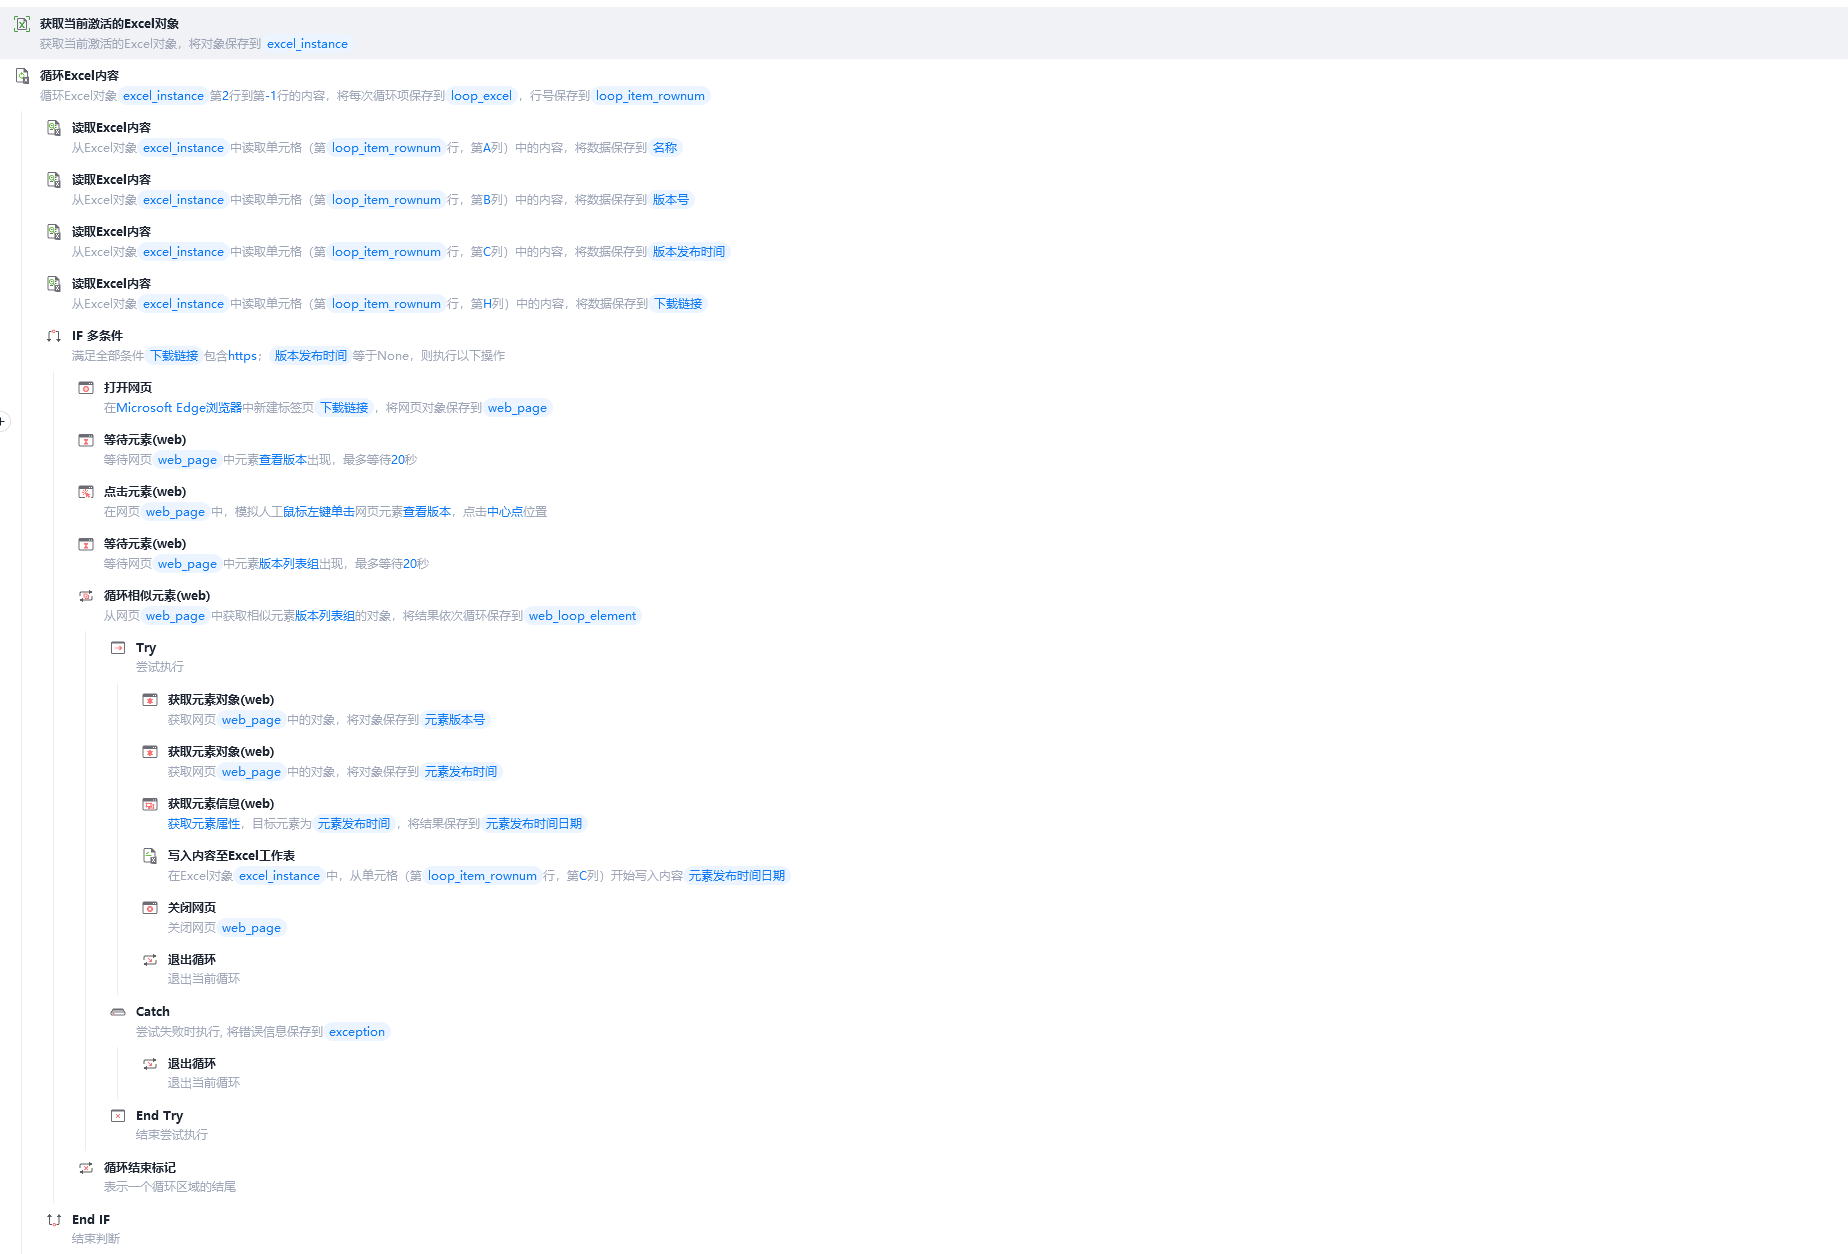 获取当前激活的Excel对象
获取当前激活的Excel对象，将对象保存到 excel_instance
循环Excel内容
循环Excel对象 excel_instance 第2行到第-1行的内容，将每次循环项保存到 loop_excel ，行号保存到 loop_item_rownum
读取Excel内容
从Excel对象 excel_instance 中读取单元格（第 loop_item_rownum 行，第A列）中的内容，将数据保存到 名称
读取Excel内容
从Excel对象 excel_instance 中读取单元格（第 loop_item_rownum 行，第B列）中的内容，将数据保存到 版本号
读取Excel内容
从Excel对象 excel_instance 中读取单元格（第 loop_item_rownum 行，第C列）中的内容，将数据保存到 版本发布时间
读取Excel内容
从Excel对象 excel_instance 中读取单元格（第 loop_item_rownum 行，第H列）中的内容，将数据保存到 下载链接
IF 多条件
满足全部条件 下载链接 包含https； 版本发布时间 等于None，则执行以下操作
打开网页
在Microsoft Edge浏览器中新建标签页 下载链接 ，将网页对象保存到 web_page
等待元素(web)
等待网页 web_page 中元素查看版本出现，最多等待20秒
点击元素(web)
在网页 web_page 中，模拟人工鼠标左键单击网页元素查看版本，点击中心点位置
等待元素(web)
等待网页 web_page 中元素版本列表组出现，最多等待20秒
循环相似元素(web)
从网页 web_page 中获取相似元素版本列表组的对象，将结果依次循环保存到 web_loop_element
Try
尝试执行
获取元素对象(web)
获取网页 web_page 中的对象，将对象保存到 元素版本号
获取元素对象(web)
获取网页 web_page 中的对象，将对象保存到 元素发布时间
获取元素信息(web)
获取元素属性，目标元素为 元素发布时间 ，将结果保存到 元素发布时间日期
写入内容至Excel工作表
在Excel对象 excel_instance 中，从单元格（第 loop_item_rownum 行，第C列）开始写入内容 元素发布时间日期
关闭网页
关闭网页 web_page
退出循环
退出当前循环
Catch
尝试失败时执行, 将错误信息保存到 exception
退出循环
退出当前循环
End Try
结束尝试执行
循环结束标记
表示一个循环区域的结尾
End IF
结束判断